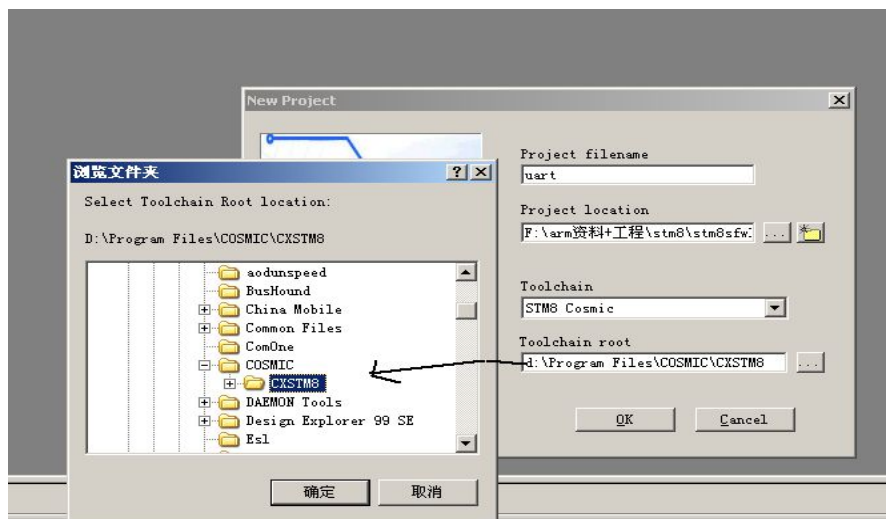 New Project
Project filename
uart
Project location
F:\arm资料+工程\stm8\stm8sfw
...
Toolchain
STM8 Cosmic
Toolchain root
d:\Program Files\COSMIC\CXSTM8
...
OK
Cancel
浏览文件夹
Select Toolchain Root location:
D:\Program Files\COSMIC\CXSTM8
aodunspeed
BusHound
China Mobile
Common Files
ComOne
COSMIC
CXSTM8
DAEMON Tools
Design Explorer 99 SE
Esl
确定
取消